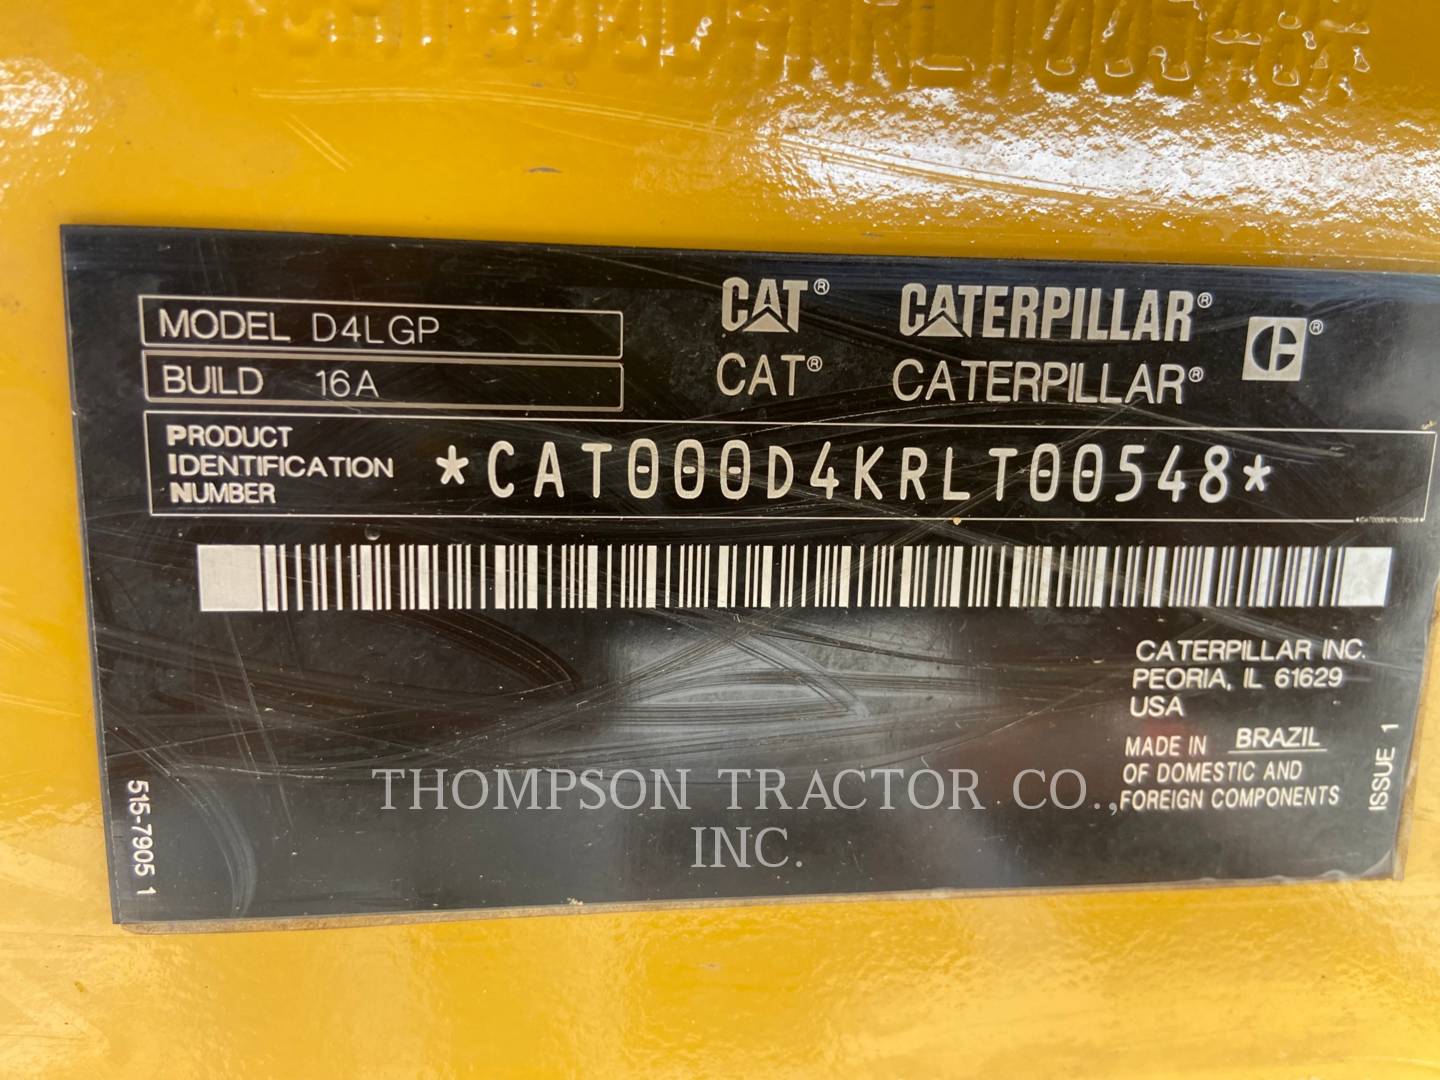 MODEL D4LGP
BUILD 16A
CAT® CATERPILLAR® ®
CAT® CATERPILLAR®
PRODUCT
IDENTIFICATION
NUMBER
*CAT000D4KRLT00548*
CATERPILLAR INC.
PEORIA, IL 61629
USA
MADE IN BRAZIL
OF DOMESTIC AND
FOREIGN COMPONENTS
ISSUE 1
515-7905 1
THOMPSON TRACTOR CO.,
INC.